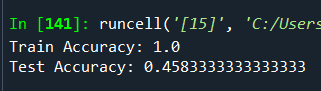 In [141]: runcell('[15]', 'C:/Users
Train Accuracy: 1.0
Test Accuracy: 0.4583333333333333